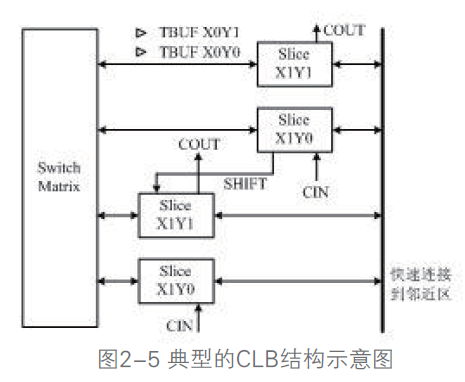 ▷ TBUF X0Y1
▷ TBUF X0Y0
COUT
Slice
X1Y1
Slice
X1Y0
COUT
Switch
Matrix
SHIFT
CIN
Slice
X1Y1
Slice
X1Y0
快速连接
到邻近区
CIN
图2-5 典型的CLB结构示意图